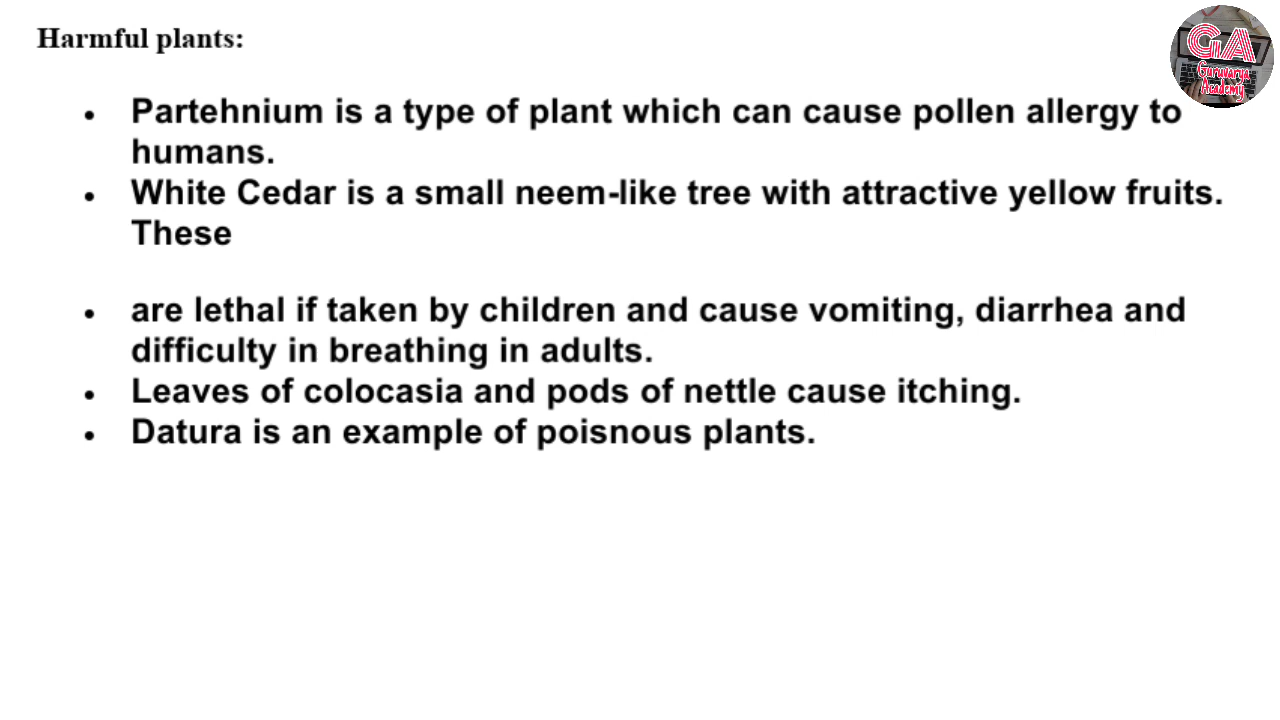 Harmful plants:
GA
Guruvarya
Academy
• Partehnium is a type of plant which can cause pollen allergy to
humans.
• White Cedar is a small neem-like tree with attractive yellow fruits.
These
• are lethal if taken by children and cause vomiting, diarrhea and
difficulty in breathing in adults.
• Leaves of colocasia and pods of nettle cause itching.
• Datura is an example of poisnous plants.